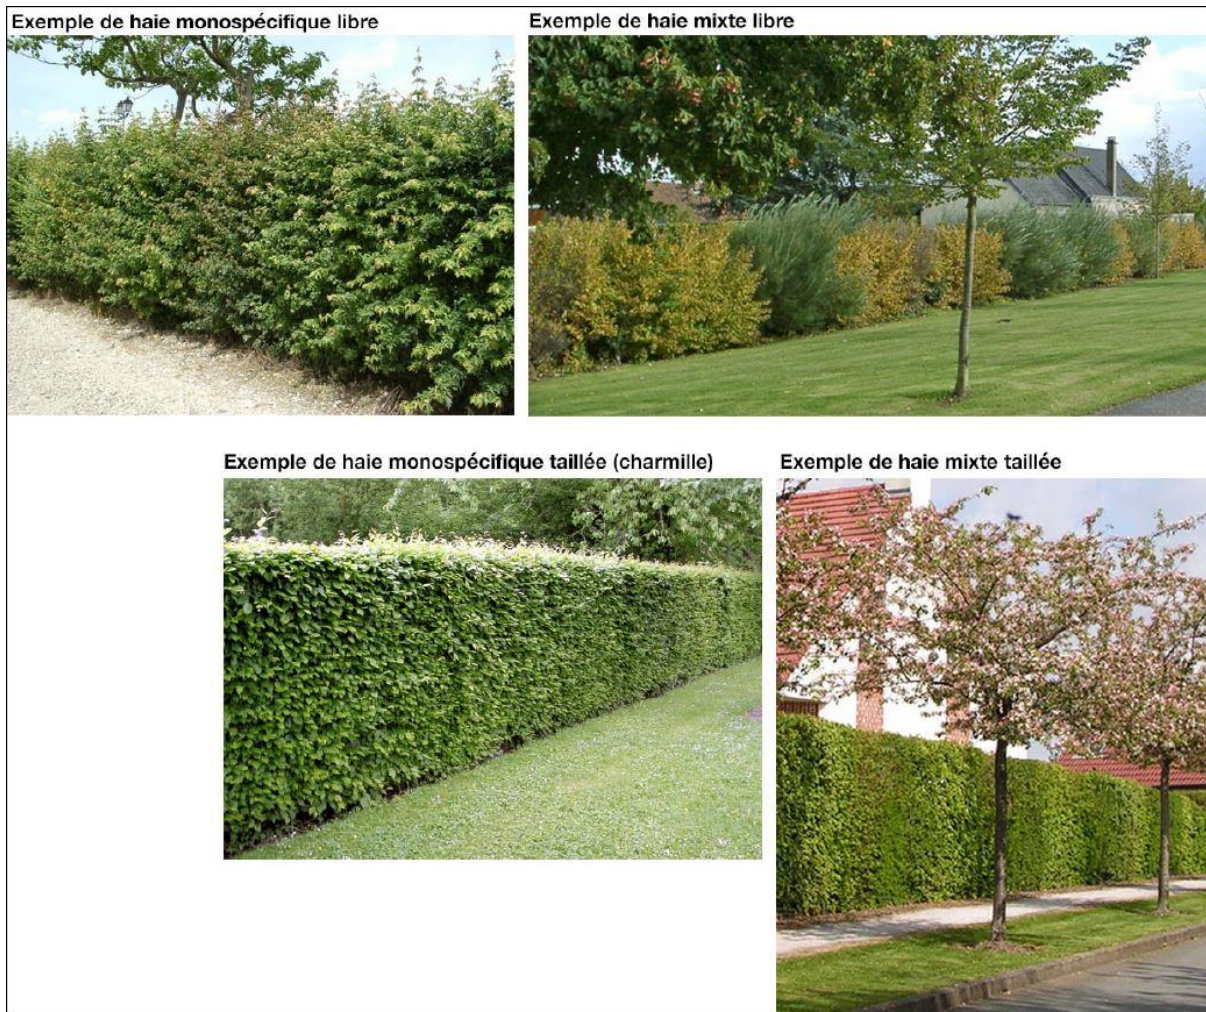 Exemple de haie monospécifique libre
Exemple de haie mixte libre
Exemple de haie monospécifique taillée (charmille)
Exemple de haie mixte taillée